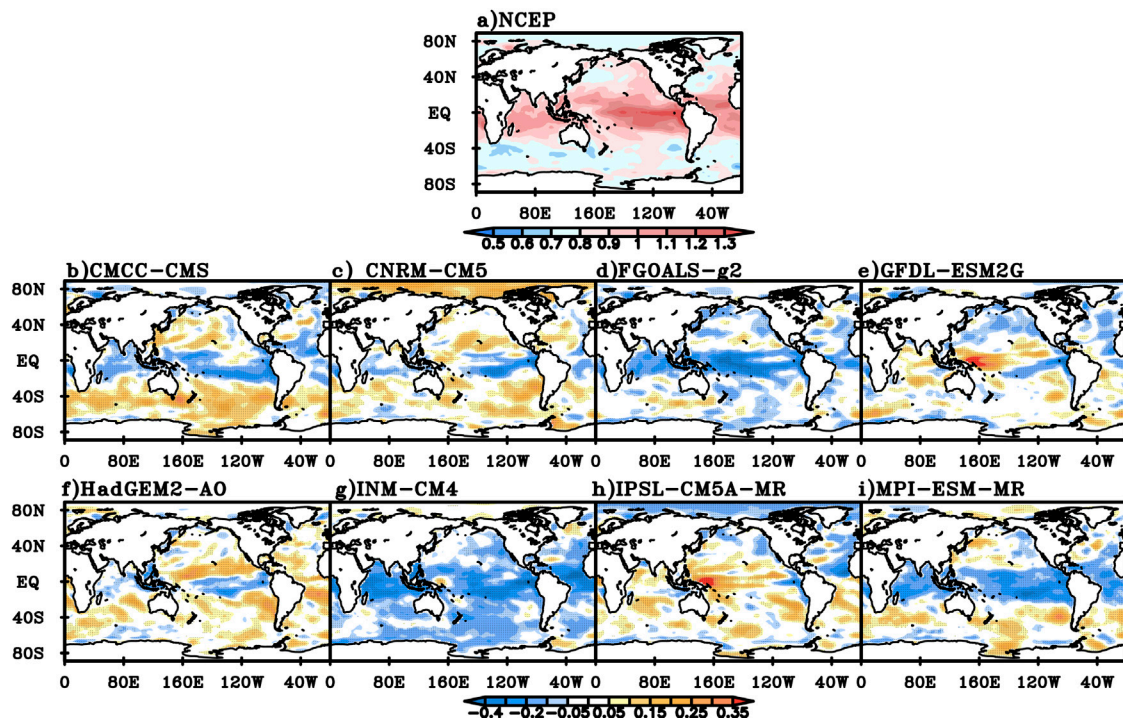 a)NCEP
80N
40N
EQ
40S
80S
0 80E 160E 120W 40W
0.5 0.6 0.7 0.8 0.9 1 1.1 1.2 1.3
b)CMCC-CMS c) CNRM-CM5 d)FGOALS-g2 e)GFDL-ESM2G
80N
40N
EQ
40S
80S
0 80E 160E 120W 40W 0 80E 160E 120W 40W 0 80E 160E 120W 40W 0 80E 160E 120W 40W
f)HadGEM2-AO g)INM-CM4 h)IPSL-CM5A-MR i)MPI-ESM-MR
80N
40N
EQ
40S
80S
0 80E 160E 120W 40W 0 80E 160E 120W 40W 0 80E 160E 120W 40W 0 80E 160E 120W 40W
-0.4 -0.2 -0.05 0.05 0.15 0.25 0.35